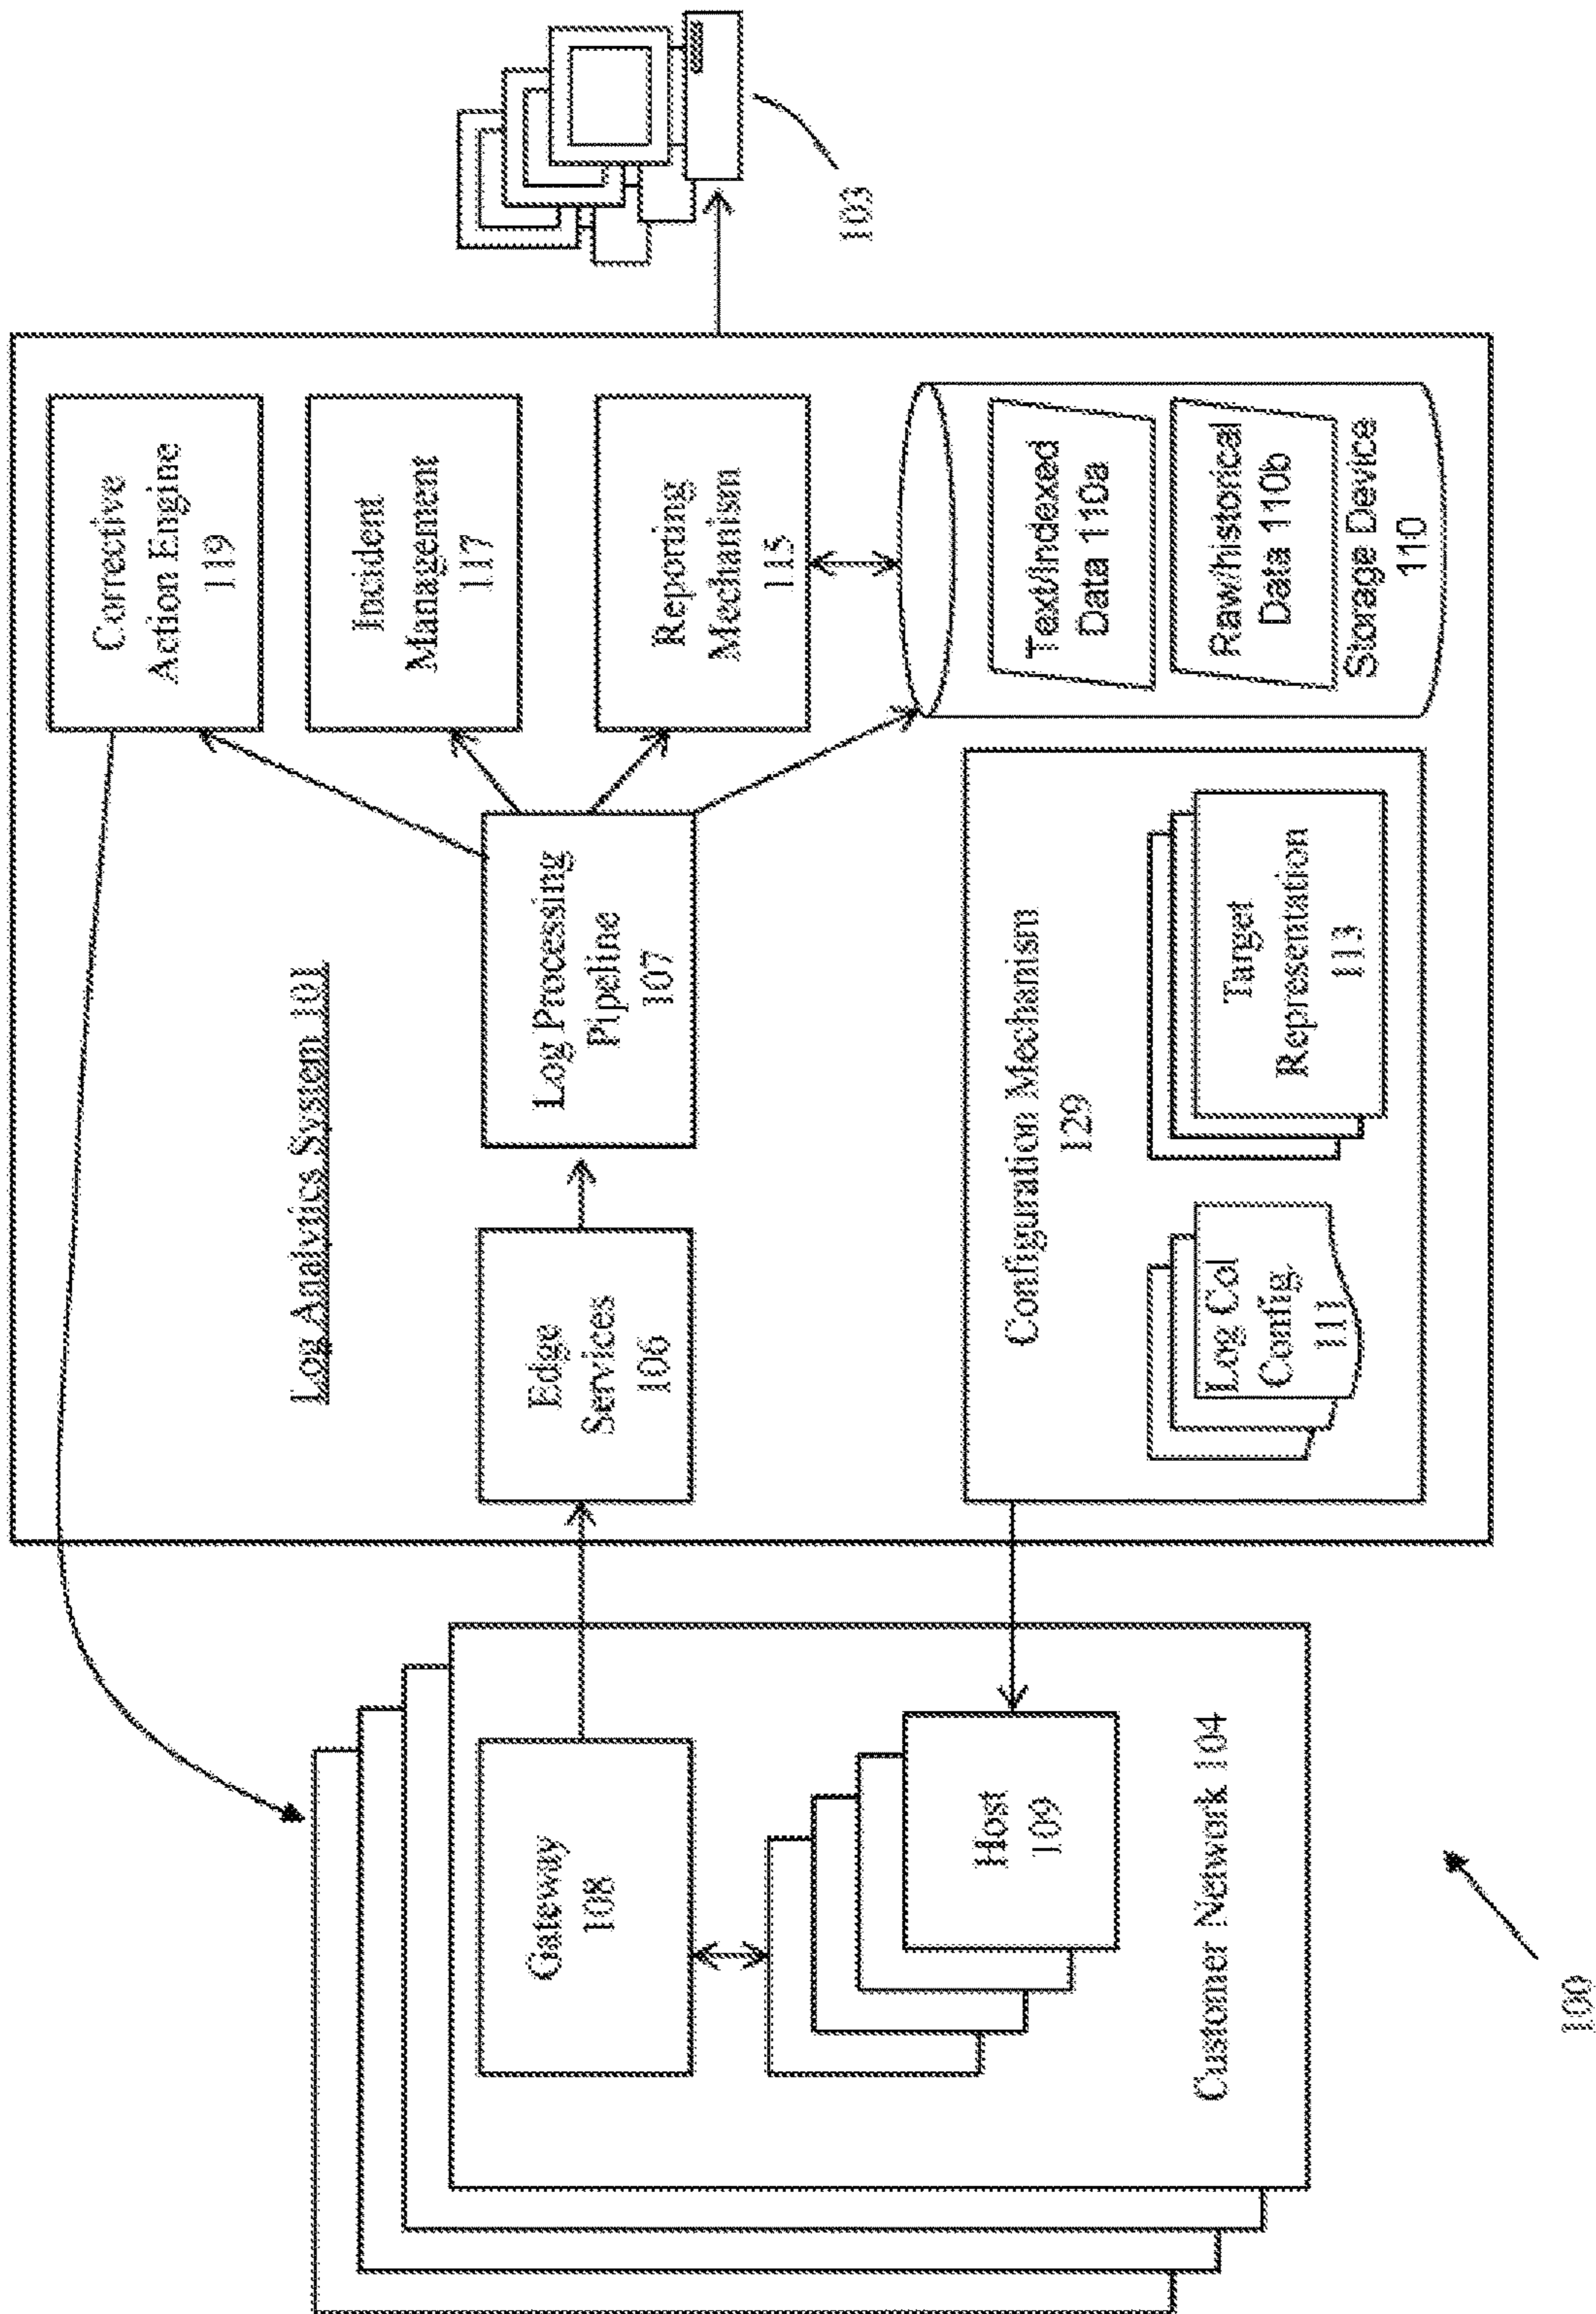 Log Analytics System 101
Corrective
Action Engine
119
Incident
Management
117
Reporting
Mechanism
115
Log Processing
Pipeline
107
Edge
Services
106
Gateway
108
Host
109
Customer Network 104
Configuration Mechanism
129
Log Col
Config.
111
Target
Representation
113
Text/Indexed
Data 110a
Raw/historical
Data 110b
Storage Device
110
103
100